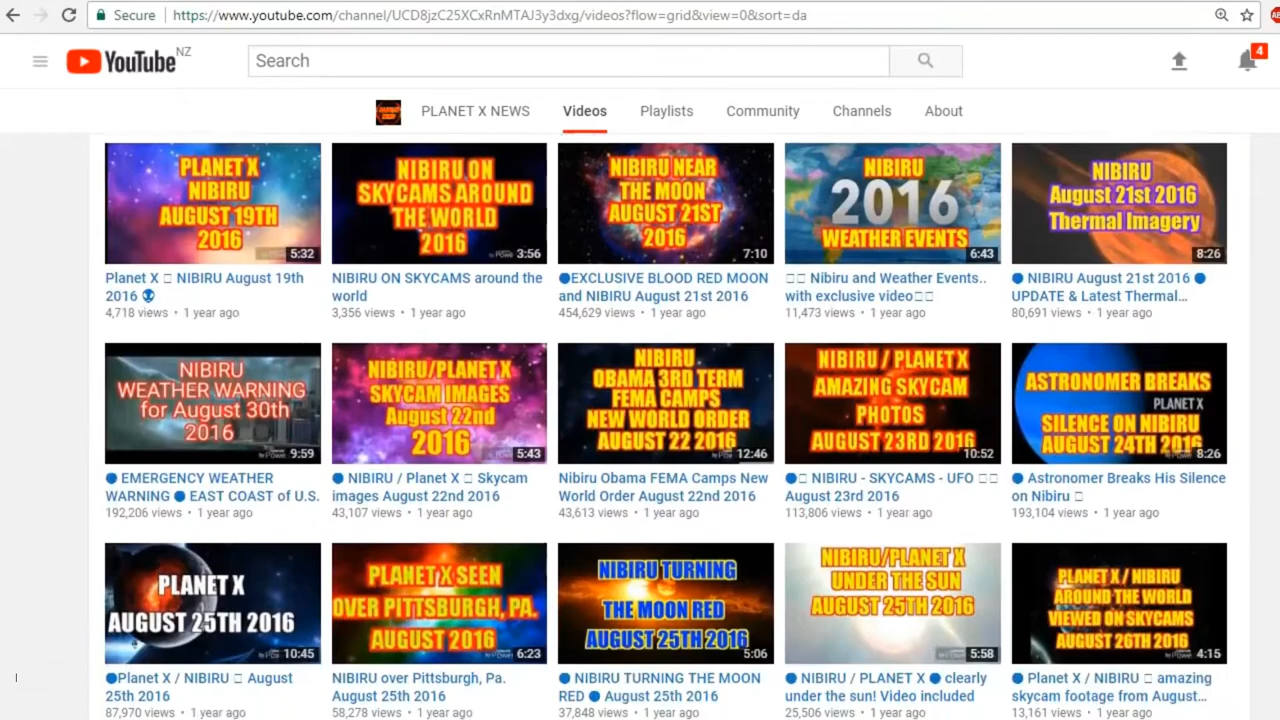 Secure
https://www.youtube.com/channel/UCD8jzC25XCxRnMTAJ3y3dxg/videos?flow=grid&view=0&sort=da
YouTube NZ
Search
4
PLANET X NEWS
Videos
Playlists
Community
Channels
About
PLANET X
NIBIRU
AUGUST 19TH
2016
5:32
Planet X NIBIRU August 19th
2016
4,718 views • 1 year ago
NIBIRU ON
SKYCAMS AROUND
THE WORLD
2016
3:56
NIBIRU ON SKYCAMS around the
world
3,356 views • 1 year ago
NIBIRU NEAR
THE MOON
AUGUST 21ST
2016
7:10
EXCLUSIVE BLOOD RED MOON
and NIBIRU August 21st 2016
454,629 views • 1 year ago
NIBIRU
2016
WEATHER EVENTS
6:43
Nibiru and Weather Events..
with exclusive video
11,473 views • 1 year ago
NIBIRU
August 21st 2016
Thermal Imagery
8:26
NIBIRU August 21st 2016
UPDATE & Latest Thermal...
80,691 views • 1 year ago
NIBIRU
WEATHER WARNING
for August 30th
2016
9:59
EMERGENCY WEATHER
WARNING EAST COAST of U.S.
192,206 views • 1 year ago
NIBIRU/PLANET X
SKYCAM IMAGES
August 22nd
2016
5:43
NIBIRU / Planet X Skycam
images August 22nd 2016
43,107 views • 1 year ago
NIBIRU
OBAMA 3RD TERM
FEMA CAMPS
NEW WORLD ORDER
AUGUST 22 2016
12:46
Nibiru Obama FEMA Camps New
World Order August 22nd 2016
43,613 views • 1 year ago
NIBIRU / PLANET X
AMAZING SKYCAM
PHOTOS
AUGUST 23RD 2016
10:52
NIBIRU - SKYCAMS - UFO
August 23rd 2016
113,806 views • 1 year ago
ASTRONOMER BREAKS
PLANET X
SILENCE ON NIBIRU
AUGUST 24TH 2016
8:26
Astronomer Breaks His Silence
on Nibiru
193,104 views • 1 year ago
PLANET X
AUGUST 25TH 2016
10:45
Planet X / NIBIRU August
25th 2016
87,970 views • 1 year ago
PLANET X SEEN
OVER PITTSBURGH, PA.
AUGUST 2016
6:23
NIBIRU over Pittsburgh, Pa.
August 25th 2016
58,278 views • 1 year ago
NIBIRU TURNING
THE MOON RED
AUGUST 25TH 2016
5:06
NIBIRU TURNING THE MOON
RED August 25th 2016
37,848 views • 1 year ago
NIBIRU/PLANET X
UNDER THE SUN
AUGUST 25TH 2016
5:58
NIBIRU / PLANET X clearly
under the sun! Video included
25,506 views • 1 year ago
PLANET X / NIBIRU
AROUND THE WORLD
VIEWED ON SKYCAMS
AUGUST 26TH 2016
4:15
Planet X / NIBIRU amazing
skycam footage from August...
13,161 views • 1 year ago